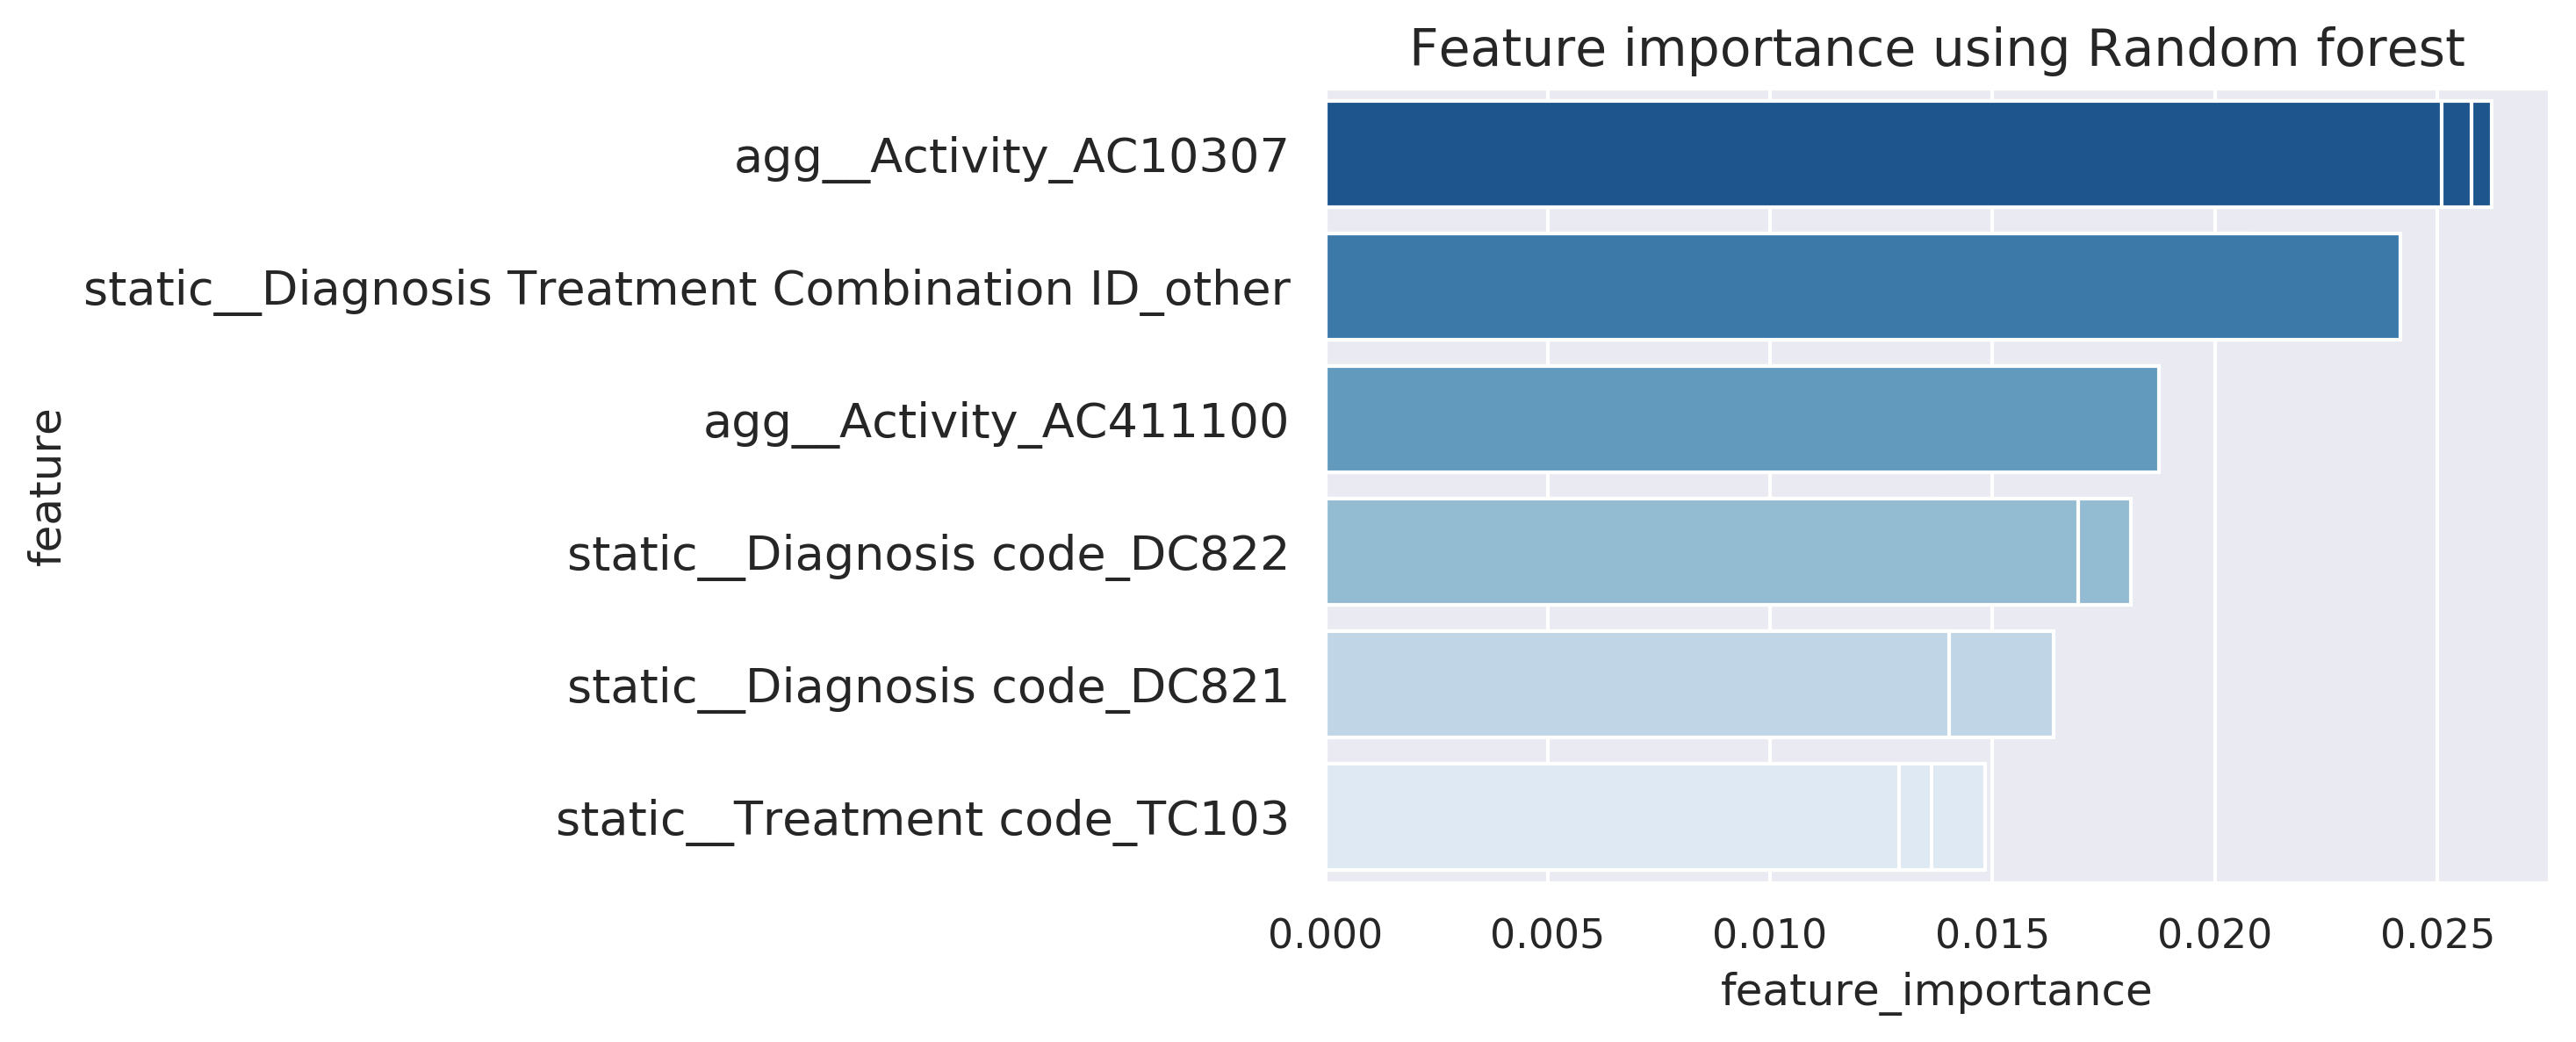 Feature importance using Random forest
agg__Activity_AC10307
static__Diagnosis Treatment Combination ID_other
agg__Activity_AC411100
static__Diagnosis code_DC822
static__Diagnosis code_DC821
static__Treatment code_TC103
feature
0.000 0.005 0.010 0.015 0.020 0.025
feature_importance